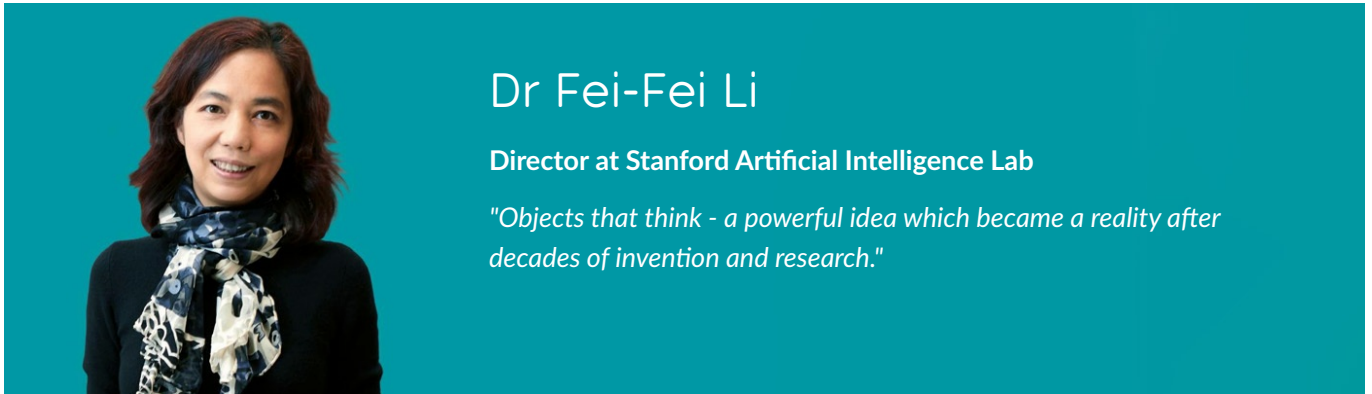 Dr Fei-Fei Li
Director at Stanford Artificial Intelligence Lab
"Objects that think - a powerful idea which became a reality after
decades of invention and research."